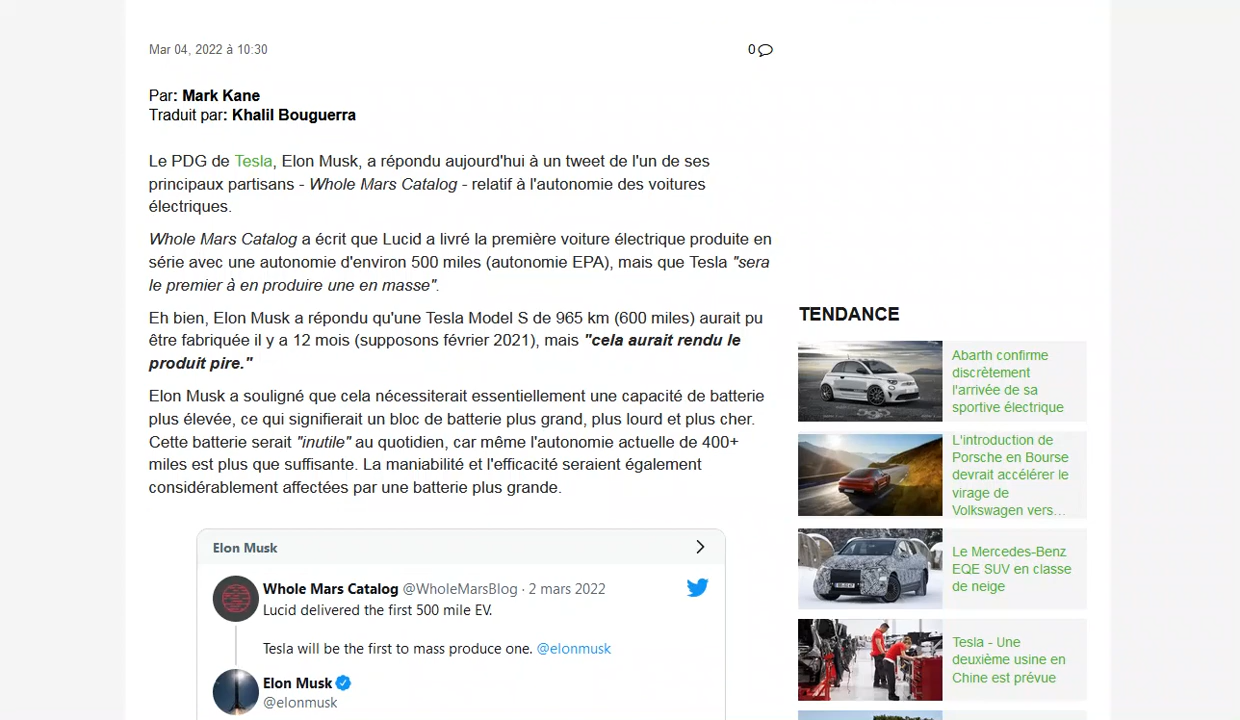 Mar 04, 2022 à 10:30
0
Par: Mark Kane
Traduit par: Khalil Bouguerra
Le PDG de Tesla, Elon Musk, a répondu aujourd'hui à un tweet de l'un de ses
principaux partisans - Whole Mars Catalog - relatif à l'autonomie des voitures
électriques.
Whole Mars Catalog a écrit que Lucid a livré la première voiture électrique produite en
série avec une autonomie d'environ 500 miles (autonomie EPA), mais que Tesla "sera
le premier à en produire une en masse".
Eh bien, Elon Musk a répondu qu'une Tesla Model S de 965 km (600 miles) aurait pu
être fabriquée il y a 12 mois (supposons février 2021), mais "cela aurait rendu le
produit pire."
Elon Musk a souligné que cela nécessiterait essentiellement une capacité de batterie
plus élevée, ce qui signifierait un bloc de batterie plus grand, plus lourd et plus cher.
Cette batterie serait "inutile" au quotidien, car même l'autonomie actuelle de 400+
miles est plus que suffisante. La maniabilité et l'efficacité seraient également
considérablement affectées par une batterie plus grande.
Elon Musk
Whole Mars Catalog @WholeMarsBlog · 2 mars 2022
Lucid delivered the first 500 mile EV.
Tesla will be the first to mass produce one. @elonmusk
Elon Musk
@elonmusk
TENDANCE
Abarth confirme
discrètement
l'arrivée de sa
sportive électrique
L'introduction de
Porsche en Bourse
devrait accélérer le
virage de
Volkswagen vers…
Le Mercedes-Benz
EQE SUV en classe
de neige
Tesla - Une
deuxième usine en
Chine est prévue